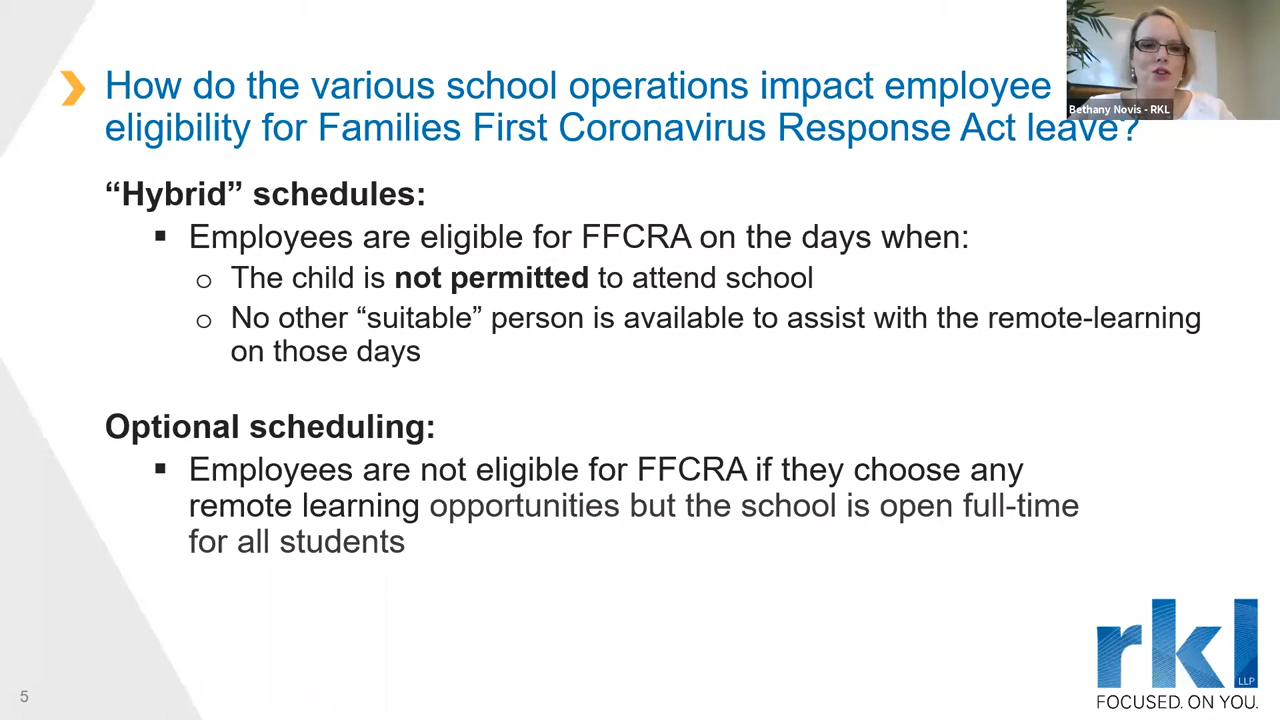 How do the various school operations impact employee
eligibility for Families First Coronavirus Response Act leave?
Bethany Novis - RKL
“Hybrid” schedules:
▪ Employees are eligible for FFCRA on the days when:
o The child is not permitted to attend school
o No other “suitable” person is available to assist with the remote-learning
on those days
Optional scheduling:
▪ Employees are not eligible for FFCRA if they choose any
remote learning opportunities but the school is open full-time
for all students
rkl
LLP
FOCUSED. ON YOU.
5